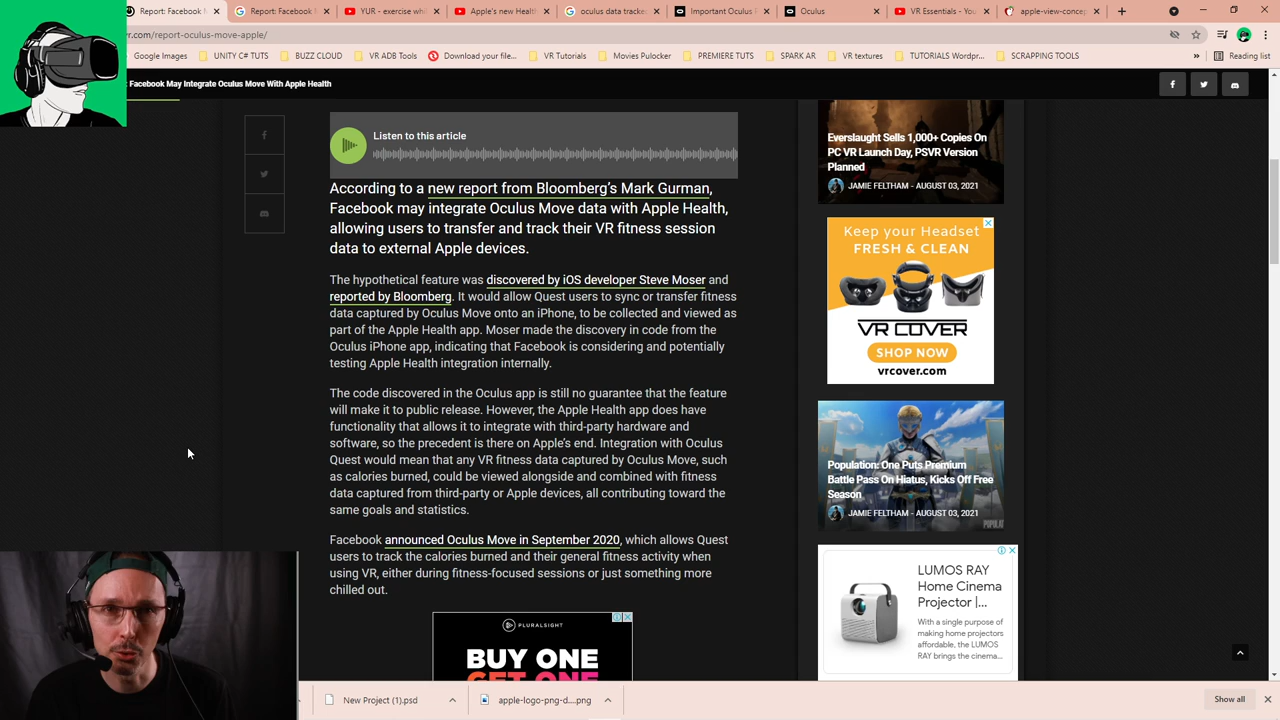 Report: Facebook M
Report: Facebook M
YUR - exercise whi
Apple's new Health
oculus data tracke
Important Oculus
Oculus
YUR Essentials - You
apple-view-concep
vr.com/report-oculus-move-apple/
Google Images
UNITY C# TUTS
BUZZ CLOUD
VR ADB Tools
Download your file...
VR Tutorials
Movies Pulocker
PREMIERE TUTS
SPARK AR
VR textures
TUTORIALS Wordpr...
SCRAPPING TOOLS
»
Reading list
Facebook May Integrate Oculus Move With Apple Health
Listen to this article
According to a new report from Bloomberg's Mark Gurman,
Facebook may integrate Oculus Move data with Apple Health,
allowing users to transfer and track their VR fitness session
data to external Apple devices.
The hypothetical feature was discovered by iOS developer Steve Moser and
reported by Bloomberg. It would allow Quest users to sync or transfer fitness
data captured by Oculus Move onto an iPhone, to be collected and viewed as
part of the Apple Health app. Moser made the discovery in code from the
Oculus iPhone app, indicating that Facebook is considering and potentially
testing Apple Health integration internally.
The code discovered in the Oculus app is still no guarantee that the feature
will make it to public release. However, the Apple Health app does have
functionality that allows it to integrate with third-party hardware and
software, so the precedent is there on Apple's end. Integration with Oculus
Quest would mean that any VR fitness data captured by Oculus Move, such
as calories burned, could be viewed alongside and combined with fitness
data captured from third-party or Apple devices, all contributing toward the
same goals and statistics.
Facebook announced Oculus Move in September 2020, which allows Quest
users to track the calories burned and their general fitness activity when
using VR, either during fitness-focused sessions or just something more
chilled out.
PLURALSIGHT
BUY ONE
GET ONE
Everslaught Sells 1,000+ Copies On
PC VR Launch Day, PSVR Version
Planned
JAMIE FELTHAM - AUGUST 03, 2021
Keep your Headset
FRESH & CLEAN
VR COVER
SHOP NOW
vrcover.com
Population: One Puts Premium
Battle Pass On Hiatus, Kicks Off Free
Season
JAMIE FELTHAM - AUGUST 03, 2021
LUMOS RAY
Home Cinema
Projector |...
With a single purpose of
making home projectors
affordable, the LUMOS
RAY brings the cinema...
New Project (1).psd
apple-logo-png-d....png
Show all